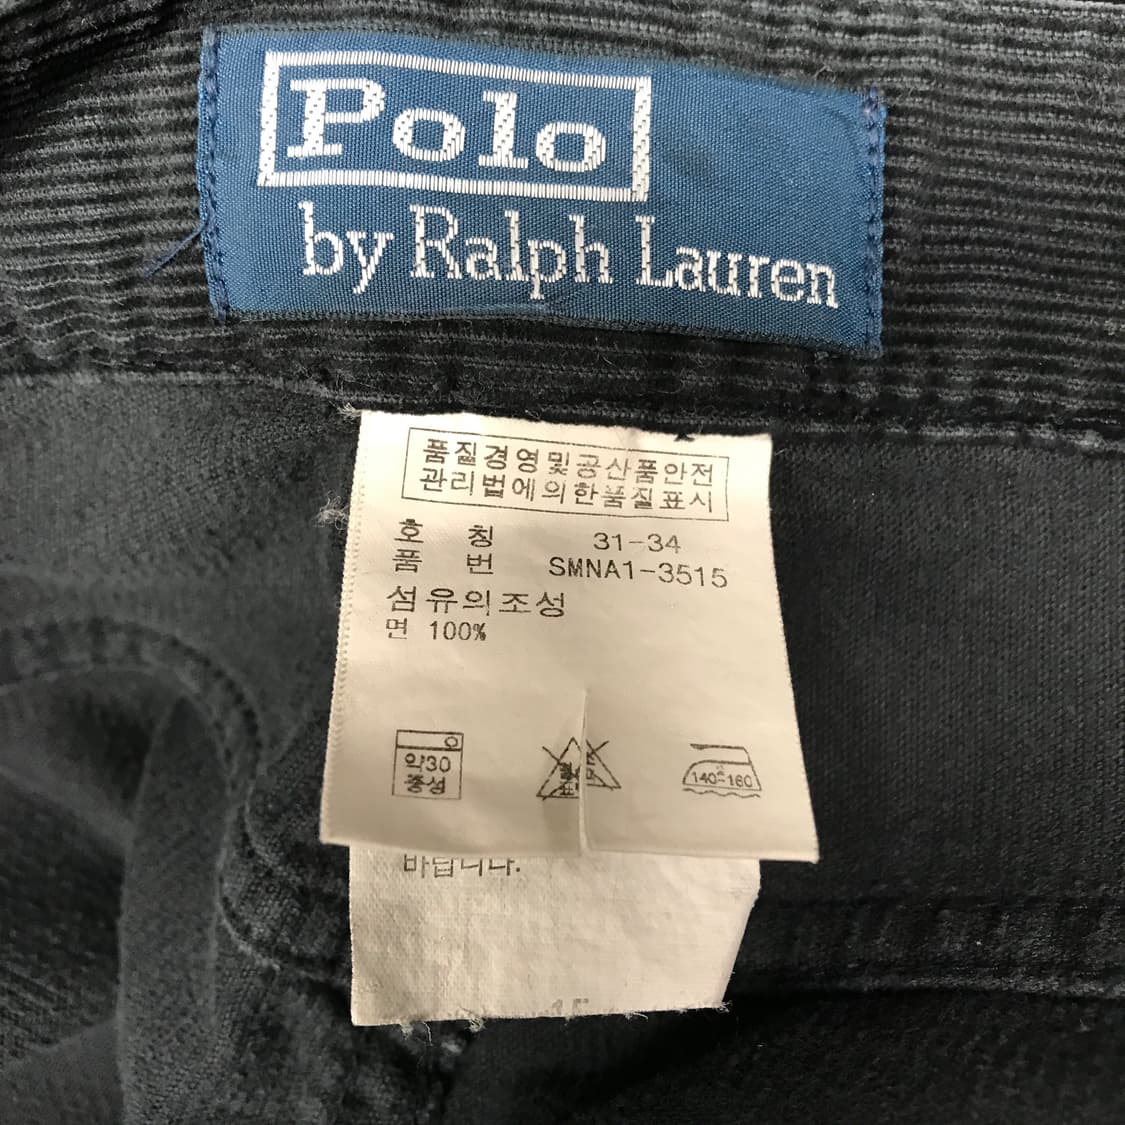 Polo
by Ralph Lauren
품질경영및공산품안전
관리법에의한품질표시
호 칭 31-34
품 번 SMNA1-3515
섬유의조성
면 100%
약30
중성
140~160
바랍니다.